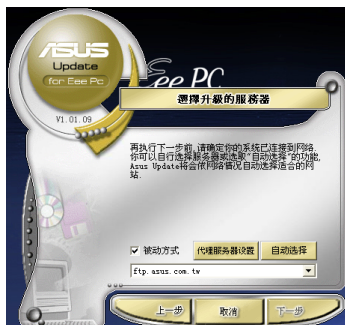 ASUS
Update
for Eee Pc
V1.01.09
Eee PC
選擇升級的服務器
再执行下一步前,请确定你的系统已连接到网络.
你可以自行选择服务器或选取"自动选择"的功能,
Asus Update将会依网络情况自动选择适合的网
站.
被动方式
代理服务器设置
自动选择
ftp.asus.com.tw
上一步
取消
下一步